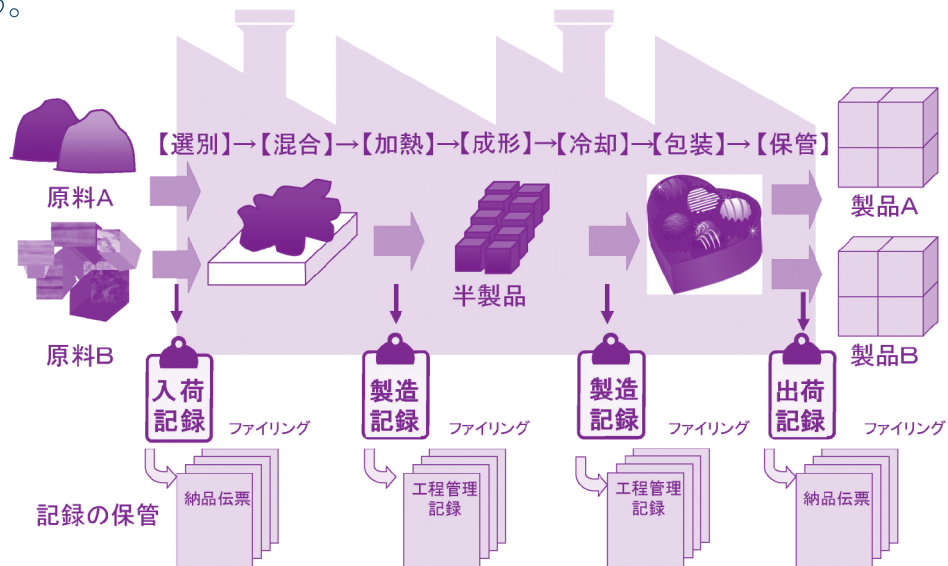 る。
【選別】→【混合】→【加熱】→【成形】→【冷却】→【包装】→【保管】
原料A
製品A
半製品
原料B
製品B
入荷
記録
製造
記録
製造
記録
出荷
記録
ファイリング
ファイリング
ファイリング
ファイリング
納品伝票
工程管理
記録
工程管理
記録
納品伝票
記録の保管